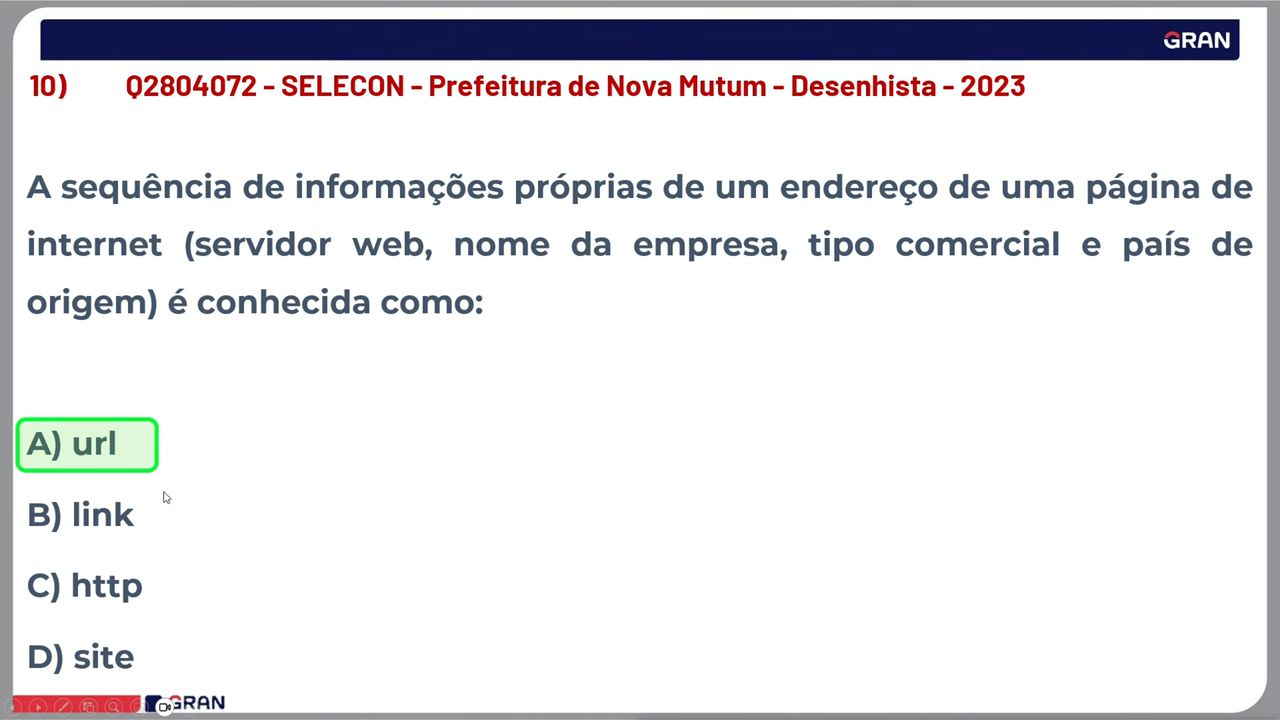 GRAN
10) Q2804072 - SELECON - Prefeitura de Nova Mutum - Desenhista - 2023
A sequência de informações próprias de um endereço de uma página de
internet (servidor web, nome da empresa, tipo comercial e país de
origem) é conhecida como:
A) url
B) link
C) http
D) site
GRAN